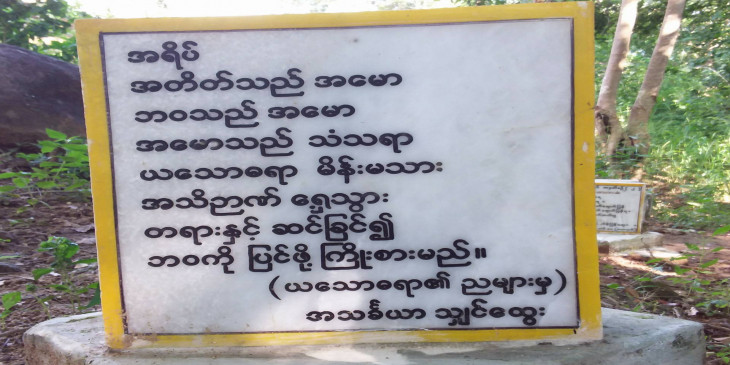 အရိပ်
အတိတ်သည် အမော
ဘဝသည် အမော
အမောသည် သံသရာ
ယသောဓရာ မိန်းမသား
အသိဉာဏ် ရှေ့သွား
တရားနှင့် ဆင်ခြင်၍
ဘဝကို ပြင်ဖို့ ကြိုးစားမည်။
(ယသောဓရာ၏ ညများမှ)
အသင်္ခယာ သျှင်ထွေး